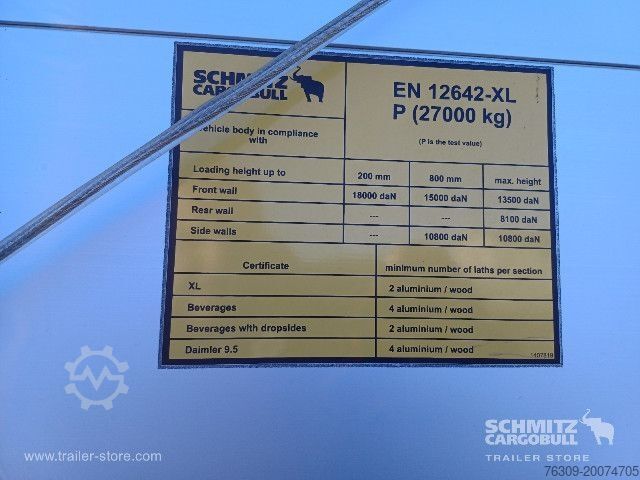 SCHMITZ
CARGOBULL
EN 12642-XL
P (27000 kg)
Vehicle body in compliance
with
(P is the test value)
Loading height up to 200 mm 800 mm max. height
Front wall 18000 daN 15000 daN 13500 daN
Rear wall --- --- 8100 daN
Side walls --- 10800 daN 10800 daN
Certificate minimum number of laths per section
XL 2 aluminium / wood
Beverages 4 aluminium / wood
Beverages with dropsides 2 aluminium / wood
Daimler 9.5 4 aluminium / wood
www.trailer-store.com
SCHMITZ
CARGOBULL
TRAILER STORE
76309-20074705